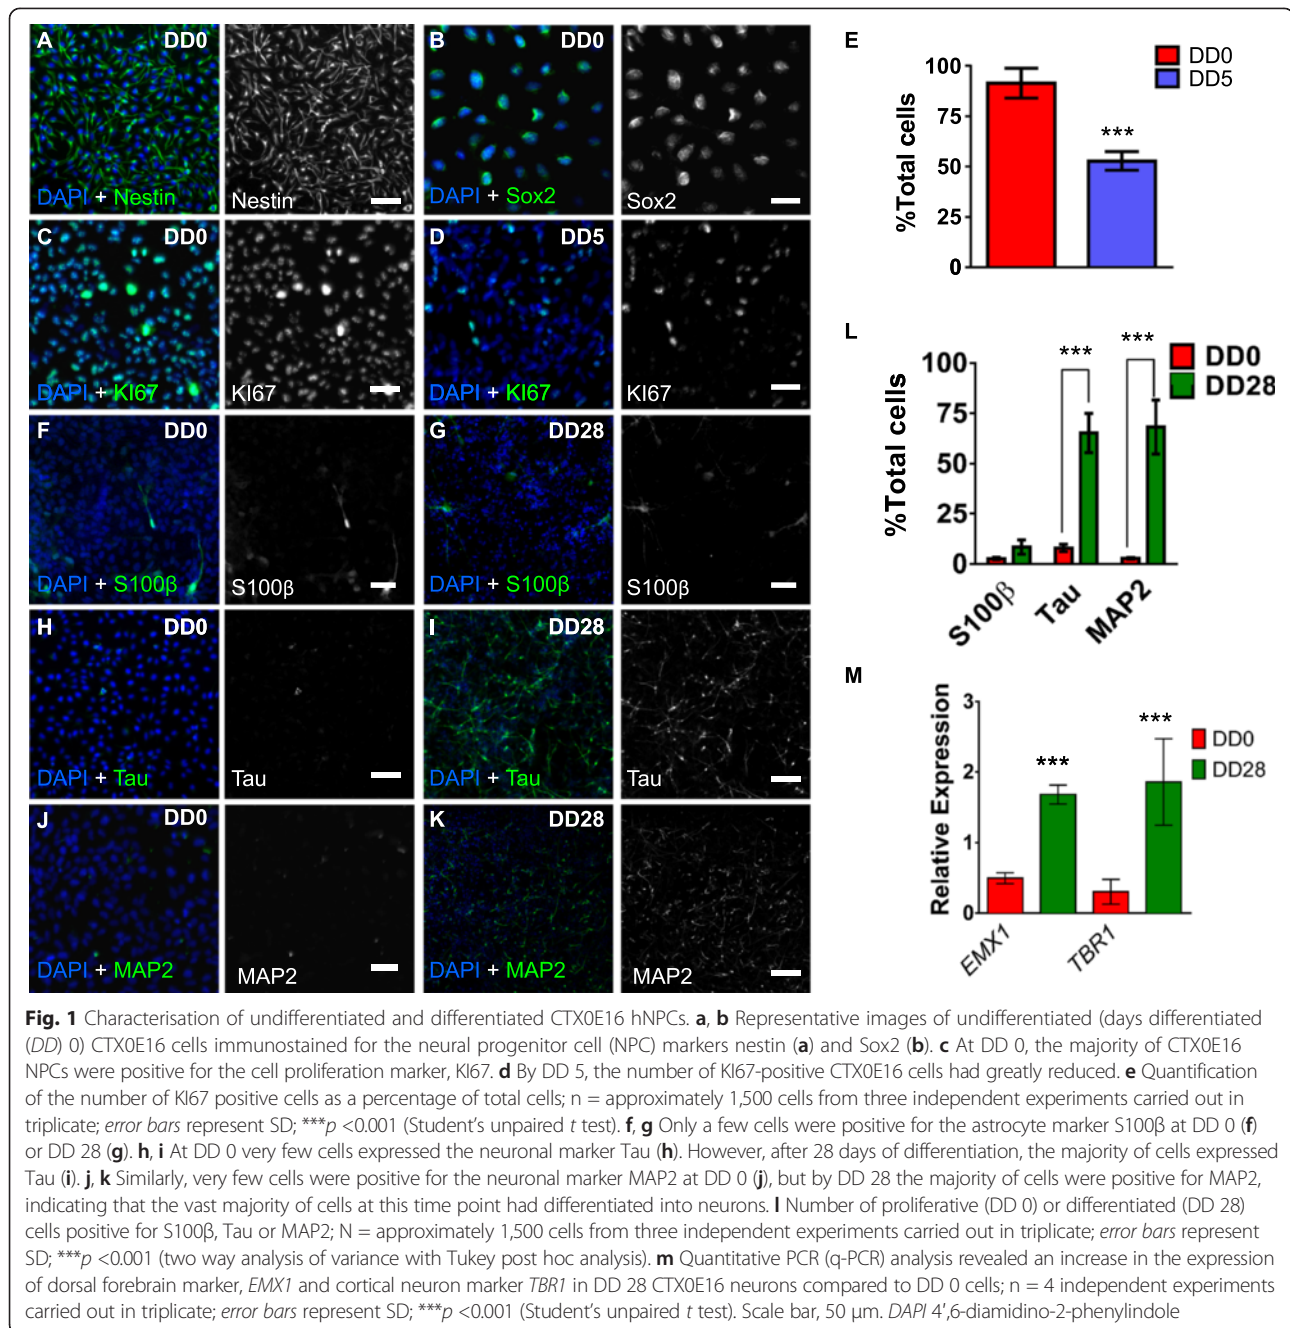 A DD0
DAPI + Nestin
Nestin
B DD0
DAPI + Sox2
Sox2
C DD0
DAPI + KI67
KI67
D DD5
DAPI + KI67
KI67
F DD0
DAPI + S100β
S100β
G DD28
DAPI + S100β
S100β
H DD0
DAPI + Tau
Tau
I DD28
DAPI + Tau
Tau
J DD0
DAPI + MAP2
MAP2
K DD28
DAPI + MAP2
MAP2
E
DD0
DD5
%Total cells
100
75
50
25
0
***
L
DD0
DD28
%Total cells
100
75
50
25
0
***
***
S100β
Tau
MAP2
M
DD0
DD28
Relative Expression
3
2
1
0
***
***
EMX1
TBR1
Fig. 1 Characterisation of undifferentiated and differentiated CTX0E16 hNPCs. a, b Representative images of undifferentiated (days differentiated
(DD) 0) CTX0E16 cells immunostained for the neural progenitor cell (NPC) markers nestin (a) and Sox2 (b). c At DD 0, the majority of CTX0E16
NPCs were positive for the cell proliferation marker, KI67. d By DD 5, the number of KI67-positive CTX0E16 cells had greatly reduced. e Quantification
of the number of KI67 positive cells as a percentage of total cells; n = approximately 1,500 cells from three independent experiments carried out in
triplicate; error bars represent SD; ***p <0.001 (Student's unpaired t test). f, g Only a few cells were positive for the astrocyte marker S100β at DD 0 (f)
or DD 28 (g). h, i At DD 0 very few cells expressed the neuronal marker Tau (h). However, after 28 days of differentiation, the majority of cells expressed
Tau (i). j, k Similarly, very few cells were positive for the neuronal marker MAP2 at DD 0 (j), but by DD 28 the majority of cells were positive for MAP2,
indicating that the vast majority of cells at this time point had differentiated into neurons. l Number of proliferative (DD 0) or differentiated (DD 28)
cells positive for S100β, Tau or MAP2; N = approximately 1,500 cells from three independent experiments carried out in triplicate; error bars represent
SD; ***p <0.001 (two way analysis of variance with Tukey post hoc analysis). m Quantitative PCR (q-PCR) analysis revealed an increase in the expression
of dorsal forebrain marker, EMX1 and cortical neuron marker TBR1 in DD 28 CTX0E16 neurons compared to DD 0 cells; n = 4 independent experiments
carried out in triplicate; error bars represent SD; ***p <0.001 (Student's unpaired t test). Scale bar, 50 μm. DAPI 4′,6-diamidino-2-phenylindole